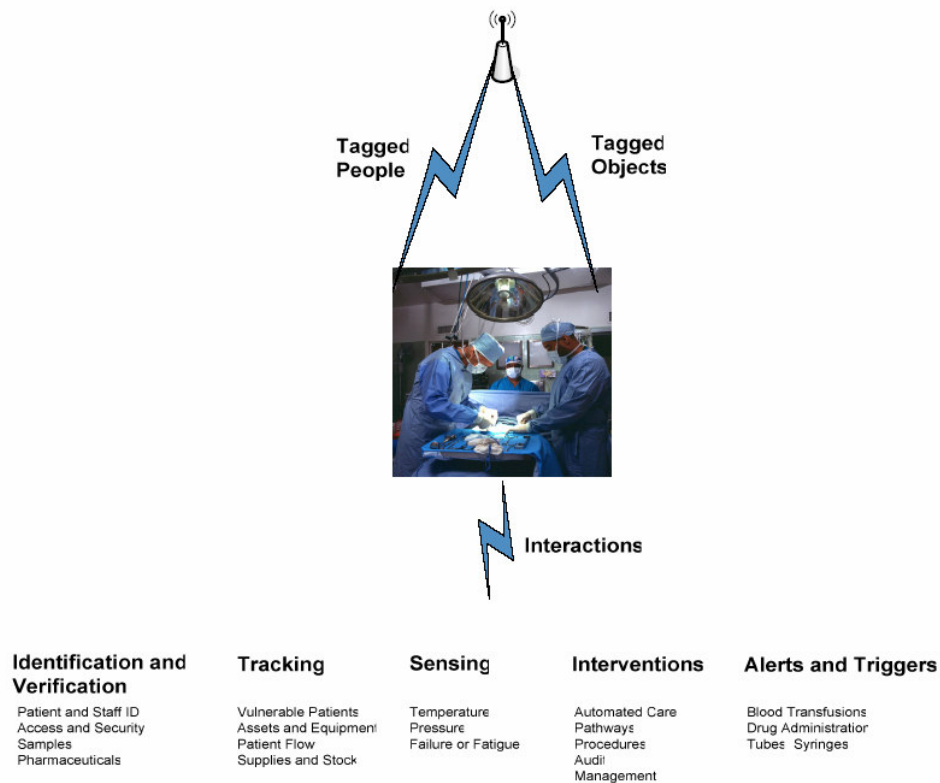 Tagged
People
Tagged
Objects
Interactions
Identification and
Verification
Patient and Staff ID
Access and Security
Samples
Pharmaceuticals
Tracking
Vulnerable Patients
Assets and Equipment
Patient Flow
Supplies and Stock
Sensing
Temperature
Pressure
Failure or Fatigue
Interventions
Automated Care
Pathways
Procedures
Audit
Management
Alerts and Triggers
Blood Transfusions
Drug Administration
Tubes Syringes